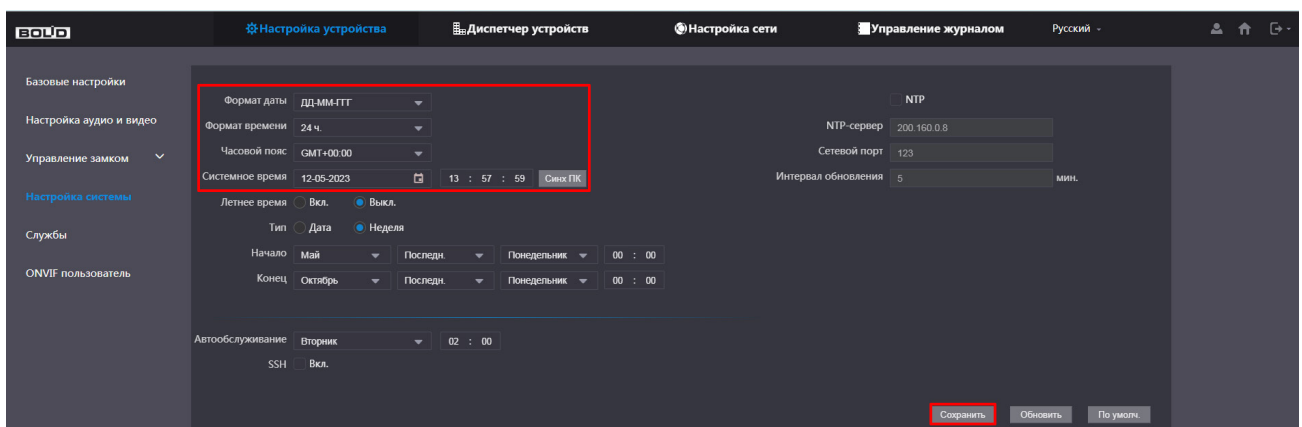 BOLID Настройка устройства Диспетчер устройств Настройка сети Управление журналом Русский
Базовые настройки
Настройка аудио и видео
Управление замком
Настройка системы
Службы
ONVIF пользователь
Формат даты ДД-ММ-ГГГ
Формат времени 24 ч.
Часовой пояс GMT+00:00
Системное время 12-05-2023 13 : 57 : 59 Синх ПК
Летнее время Вкл. Выкл.
Тип Дата Неделя
Начало Май Последн. Понедельник 00 : 00
Конец Октябрь Последн. Понедельник 00 : 00
Автообслуживание Вторник 02 : 00
SSH Вкл.
NTP
NTP-сервер 200.160.0.8
Сетевой порт 123
Интервал обновления 5 мин.
Сохранить Обновить По умолч.